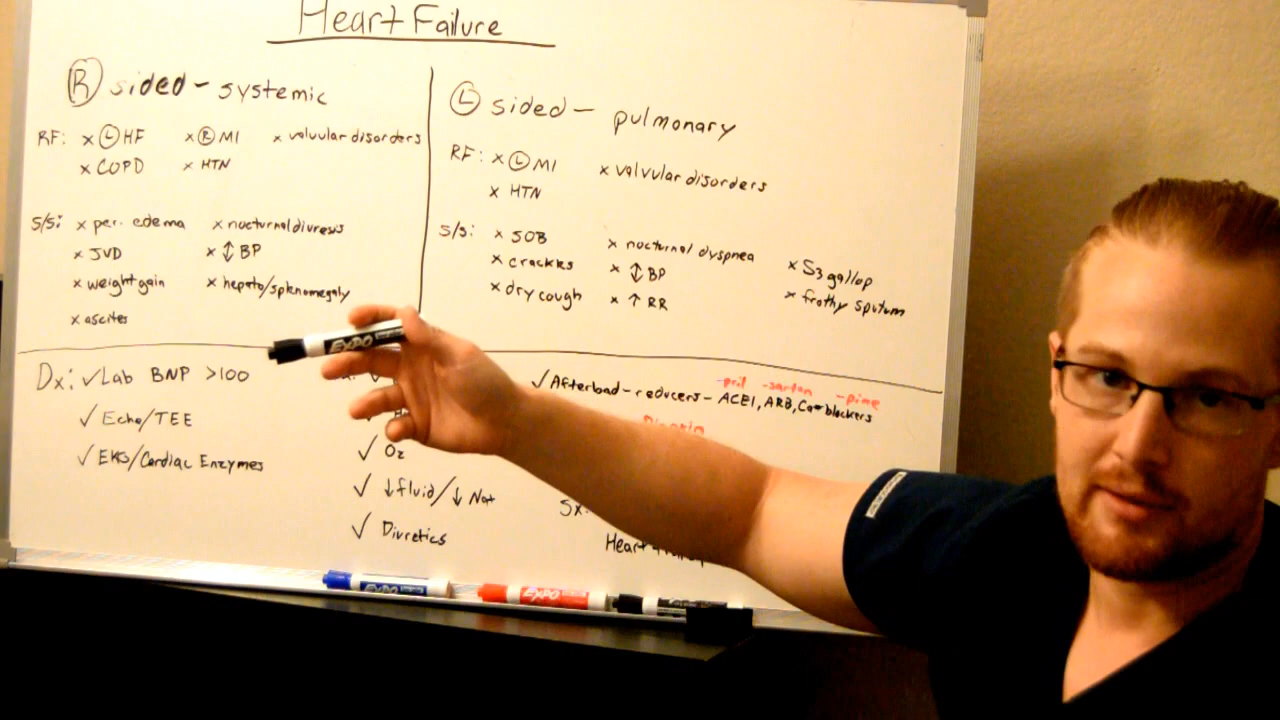 Heart Failure
Ⓡ sided - systemic
RF: x Ⓛ HF x Ⓡ MI x valvular disorders
x COPD x HTN
S/S: x per. edema x nocturnal diuresis
x JVD x ↕ BP
x weight gain x hepato/splenomegaly
x ascites
Ⓛ sided - pulmonary
RF: x Ⓛ MI x valvular disorders
x HTN
S/S: x SOB x nocturnal dyspnea x S3 gallop
x crackles x ↕ BP x frothy sputum
x dry cough x ↑ RR
Dx: ✓ Lab BNP >100
✓ Echo/TEE
✓ EKG/Cardiac Enzymes
✓ O2
✓ ↓fluid/↓ Na+
✓ Diuretics
-pril -sartan -pine
✓ Afterload-reducers - ACEI, ARB, Ca+ blockers
Sx:
Heart
EXPO
EXPO
EXPO